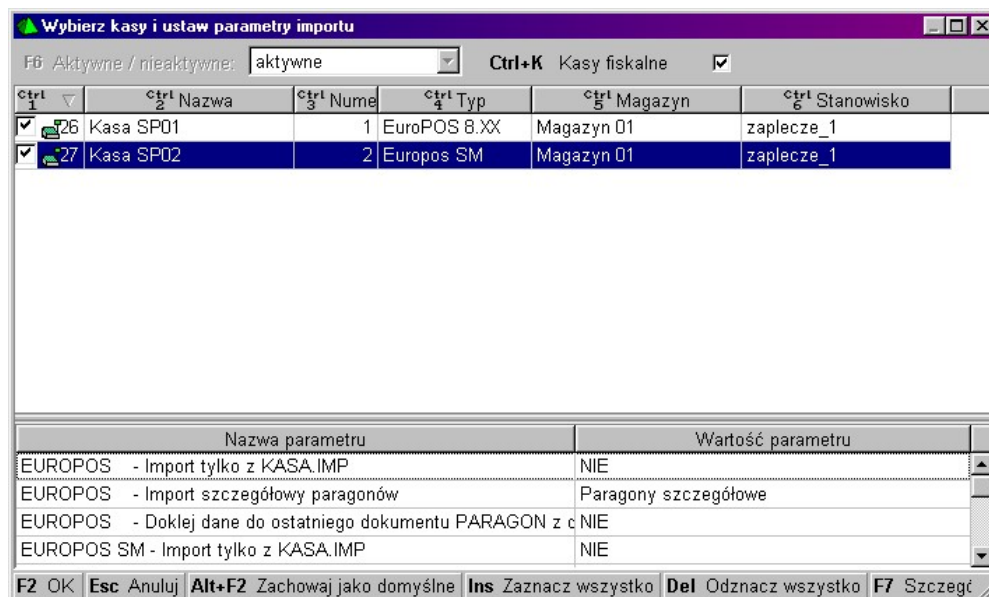 Wybierz kasy i ustaw parametry importu
F6 Aktywne / nieaktywne: aktywne Ctrl+K Kasy fiskalne
Ctrl 1 Ctrl 2 Nazwa Ctrl 3 Nume Ctrl 4 Typ Ctrl 5 Magazyn Ctrl 6 Stanowisko
26 Kasa SP01 1 EuroPOS 8.XX Magazyn 01 zaplecze_1
27 Kasa SP02 2 Europos SM Magazyn 01 zaplecze_1
Nazwa parametru Wartość parametru
EUROPOS - Import tylko z KASA.IMP NIE
EUROPOS - Import szczegółowy paragonów Paragony szczegółowe
EUROPOS - Doklej dane do ostatniego dokumentu PARAGON z NIE
EUROPOS SM - Import tylko z KASA.IMP NIE
F2 OK Esc Anuluj Alt+F2 Zachowaj jako domyślne Ins Zaznacz wszystko Del Odznacz wszystko F7 Szczegć